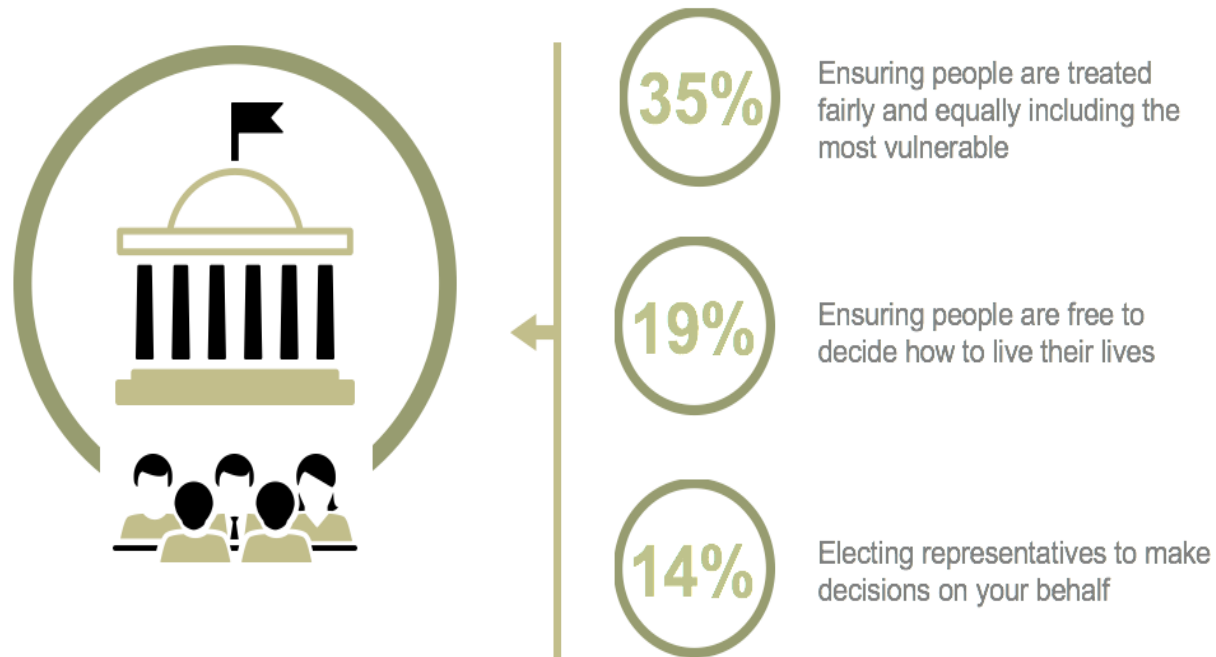 35%
Ensuring people are treated
fairly and equally including the
most vulnerable
19%
Ensuring people are free to
decide how to live their lives
14%
Electing representatives to make
decisions on your behalf